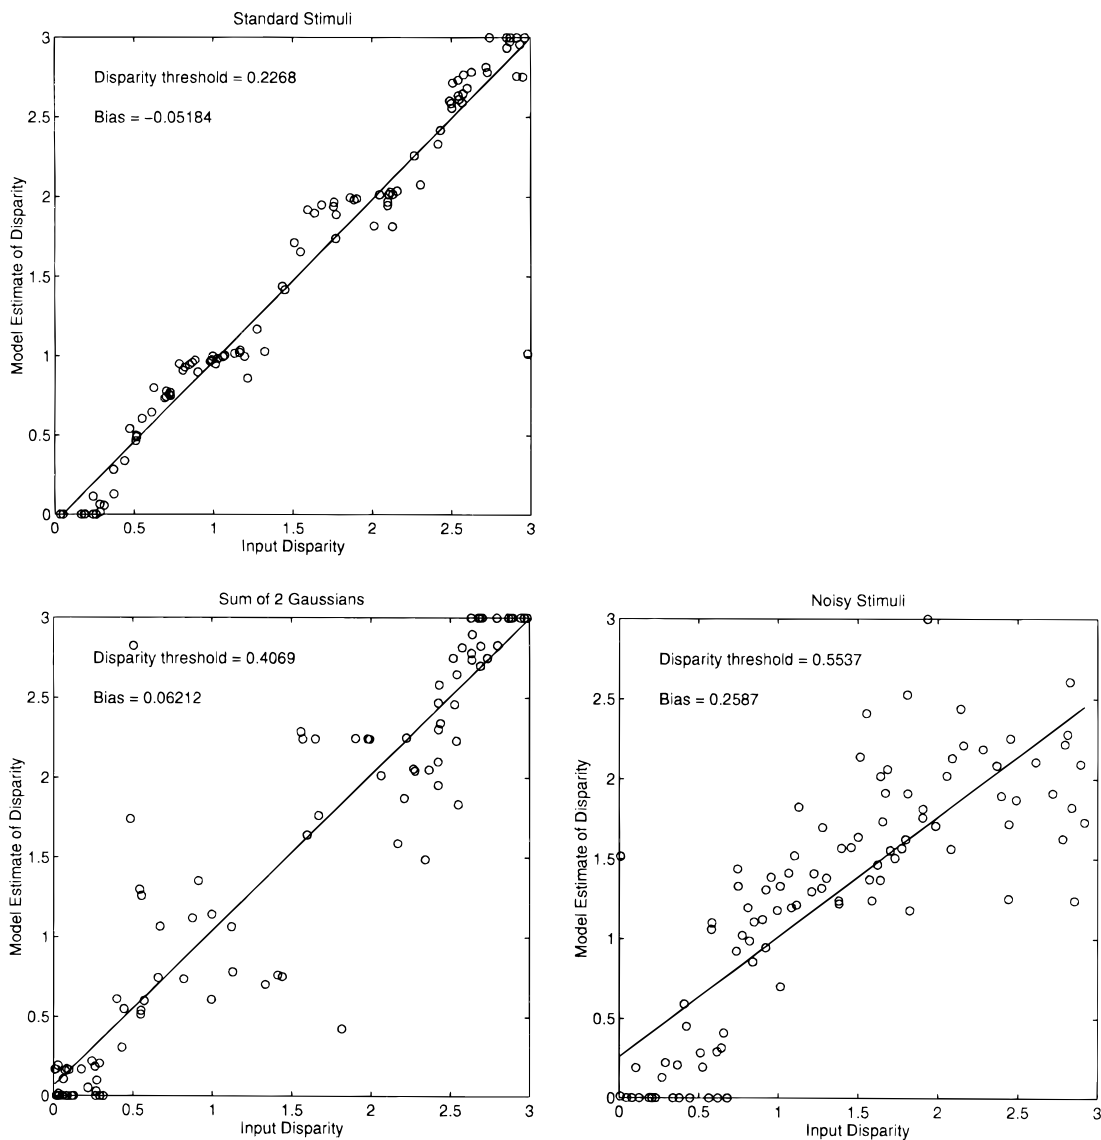 Standard Stimuli
3
Disparity threshold = 0.2268
2.5
Bias = −0.05184
2
Model Estimate of Disparity
1.5
1
0.5
0
0 0.5 1 1.5 2 2.5 3
Input Disparity
Sum of 2 Gaussians
3
Disparity threshold = 0.4069
2.5
Bias = 0.06212
2
Model Estimate of Disparity
1.5
1
0.5
0
0 0.5 1 1.5 2 2.5 3
Input Disparity
Noisy Stimuli
3
Disparity threshold = 0.5537
2.5
Bias = 0.2587
2
Model Estimate of Disparity
1.5
1
0.5
0
0 0.5 1 1.5 2 2.5 3
Input Disparity